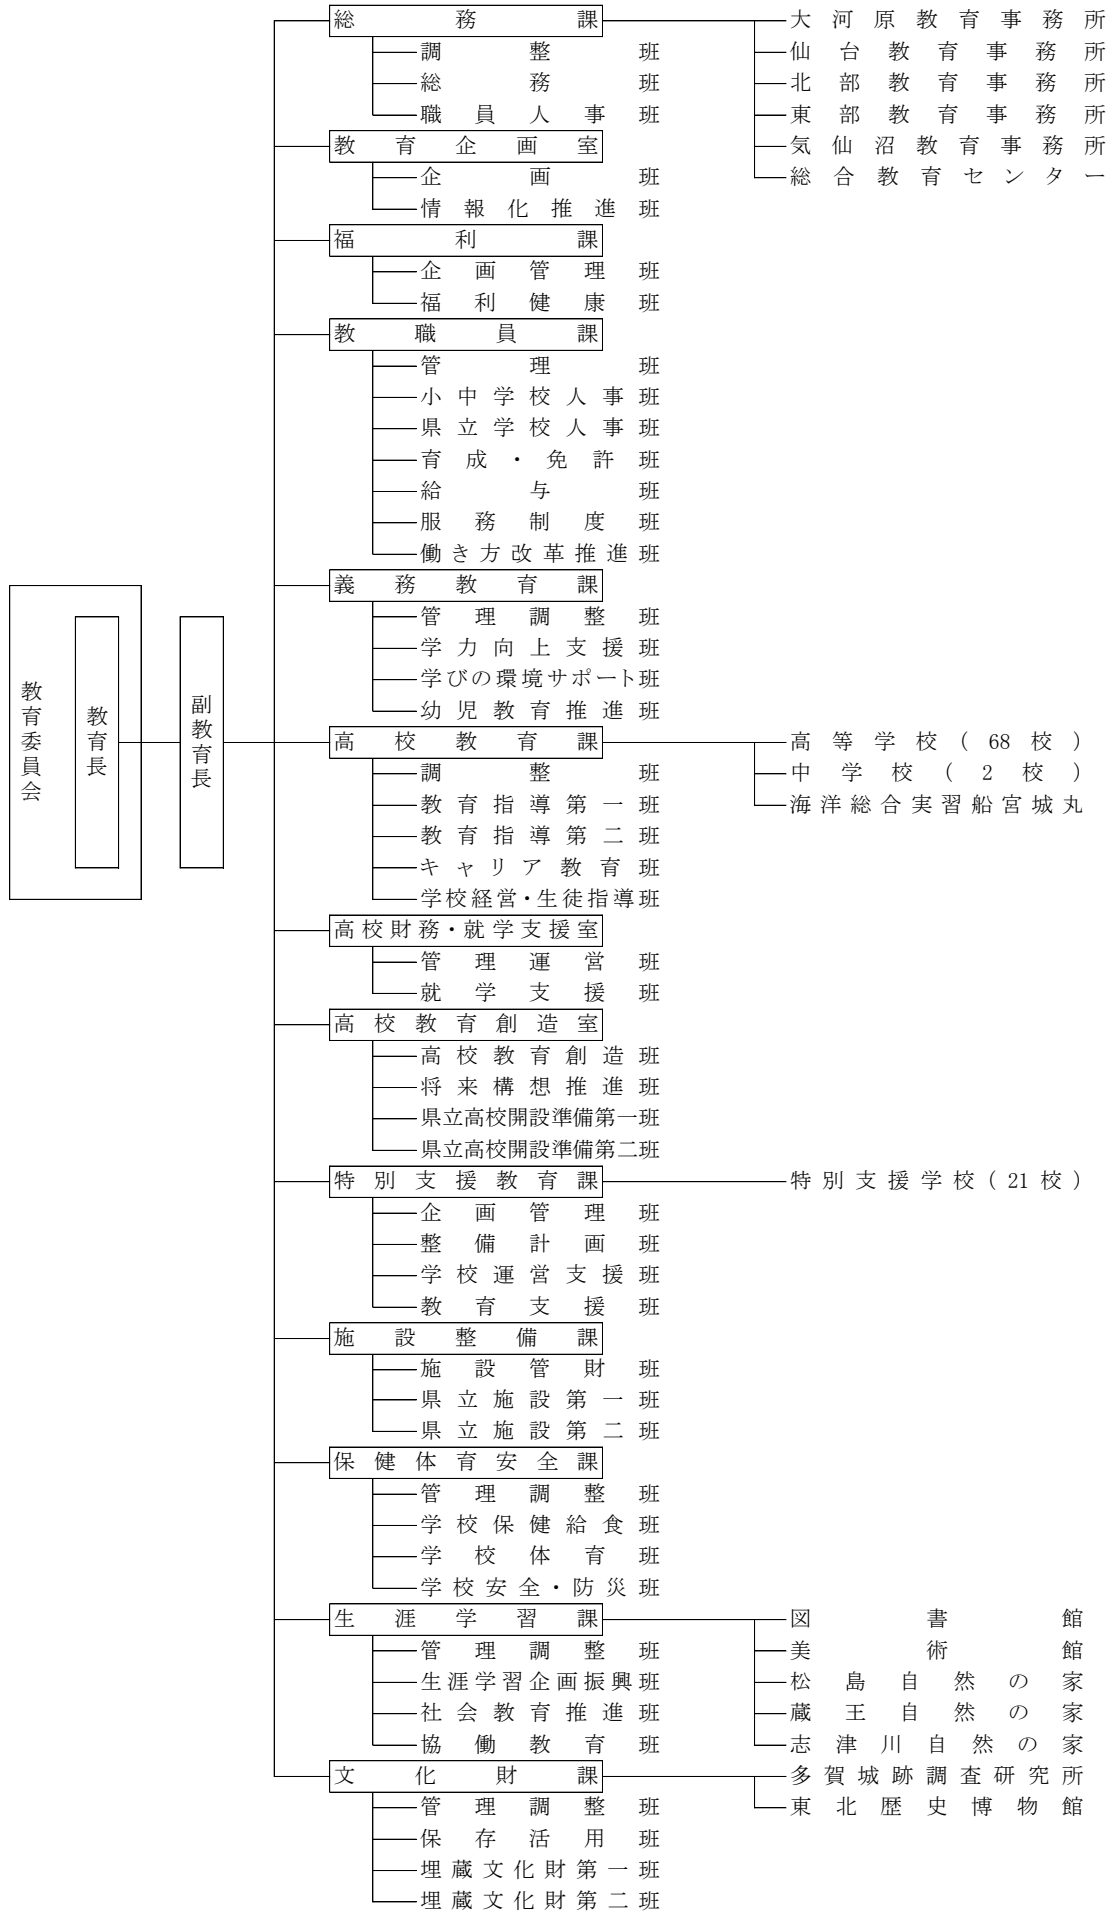 総務課
調整班
総務班
職員人事班
大河原教育事務所
仙台教育事務所
北部教育事務所
東部教育事務所
気仙沼教育事務所
総合教育センター
教育企画室
企画班
情報化推進班
福利課
企画管理班
福利健康班
教職員課
管理班
小中学校人事班
県立学校人事班
育成・免許班
給与班
服務制度班
働き方改革推進班
義務教育課
管理調整班
学力向上支援班
学びの環境サポート班
幼児教育推進班
教育委員会
教育長
副教育長
高校教育課
調整班
教育指導第一班
教育指導第二班
キャリア教育班
学校経営・生徒指導班
高等学校(68校)
中学校(2校)
海洋総合実習船宮城丸
高校財務・就学支援室
管理運営班
就学支援班
高校教育創造室
高校教育創造班
将来構想推進班
県立高校開設準備第一班
県立高校開設準備第二班
特別支援教育課
企画管理班
整備計画班
学校運営支援班
教育支援班
特別支援学校(21校)
施設整備課
施設管財班
県立施設第一班
県立施設第二班
保健体育安全課
管理調整班
学校保健給食班
学校体育班
学校安全・防災班
生涯学習課
管理調整班
生涯学習企画振興班
社会教育推進班
協働教育班
図書館
美術館
松島自然の家
蔵王自然の家
志津川自然の家
文化財課
管理調整班
保存活用班
埋蔵文化財第一班
埋蔵文化財第二班
多賀城跡調査研究所
東北歴史博物館